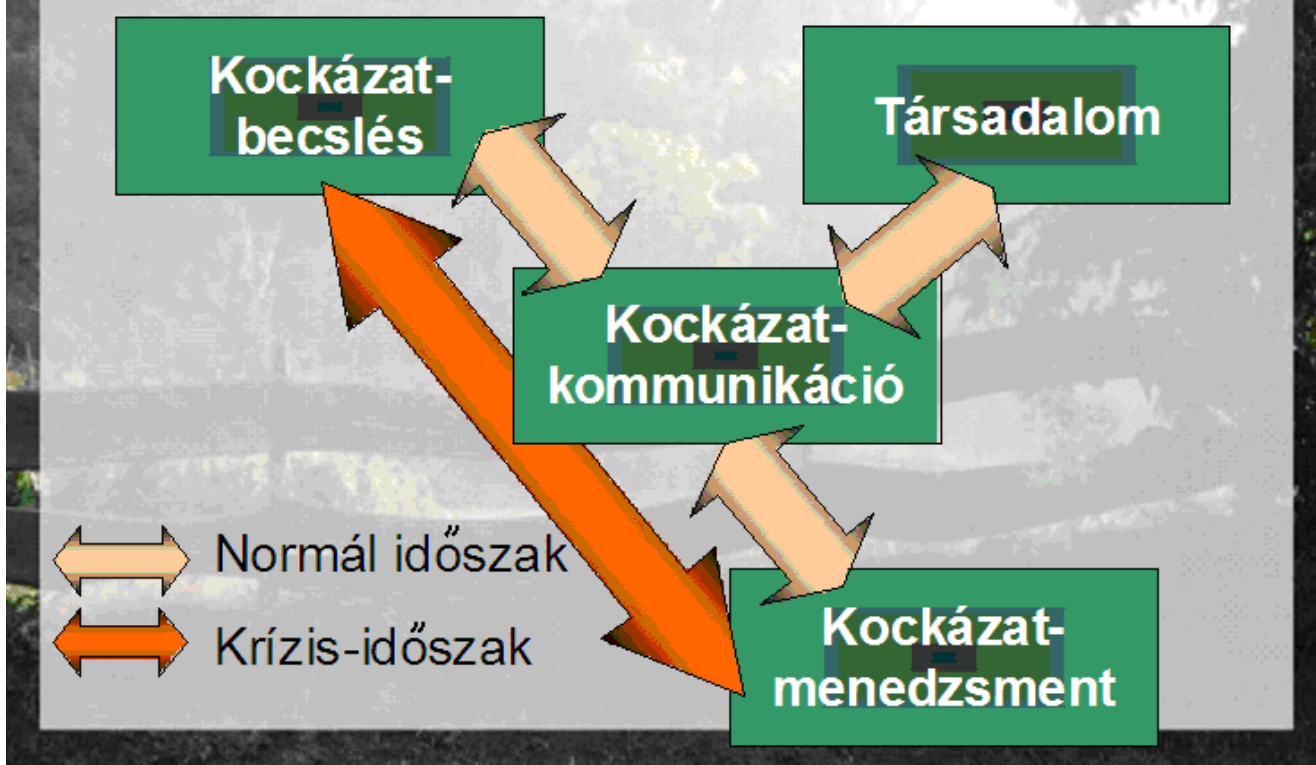 Kockázat-
becslés
Társadalom
Kockázat-
kommunikáció
Normál időszak
Krízis-időszak
Kockázat-
menedzsment